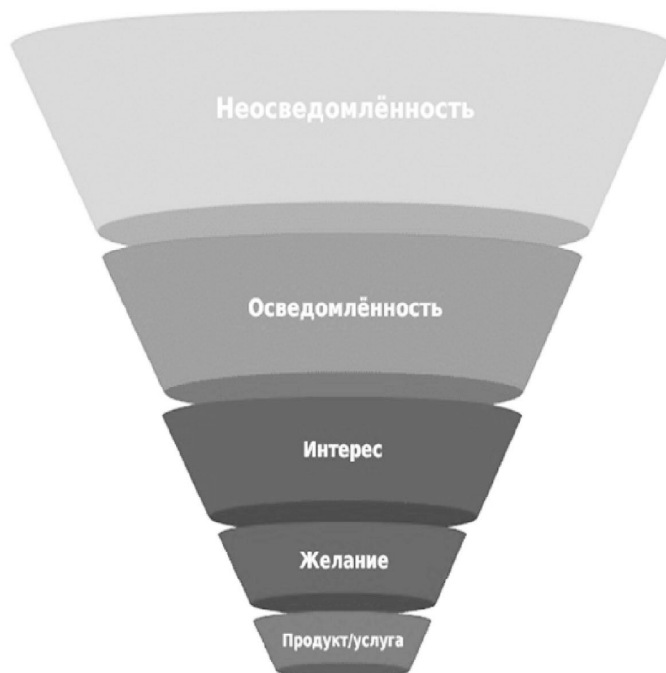 Неосведомлённость
Осведомлённость
Интерес
Желание
Продукт/услуга